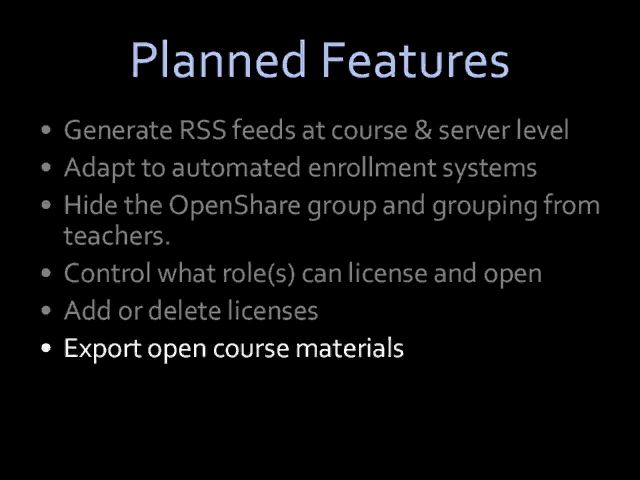 Planned Features
• Generate RSS feeds at course & server level
• Adapt to automated enrollment systems
• Hide the OpenShare group and grouping from
teachers.
• Control what role(s) can license and open
• Add or delete licenses
• Export open course materials